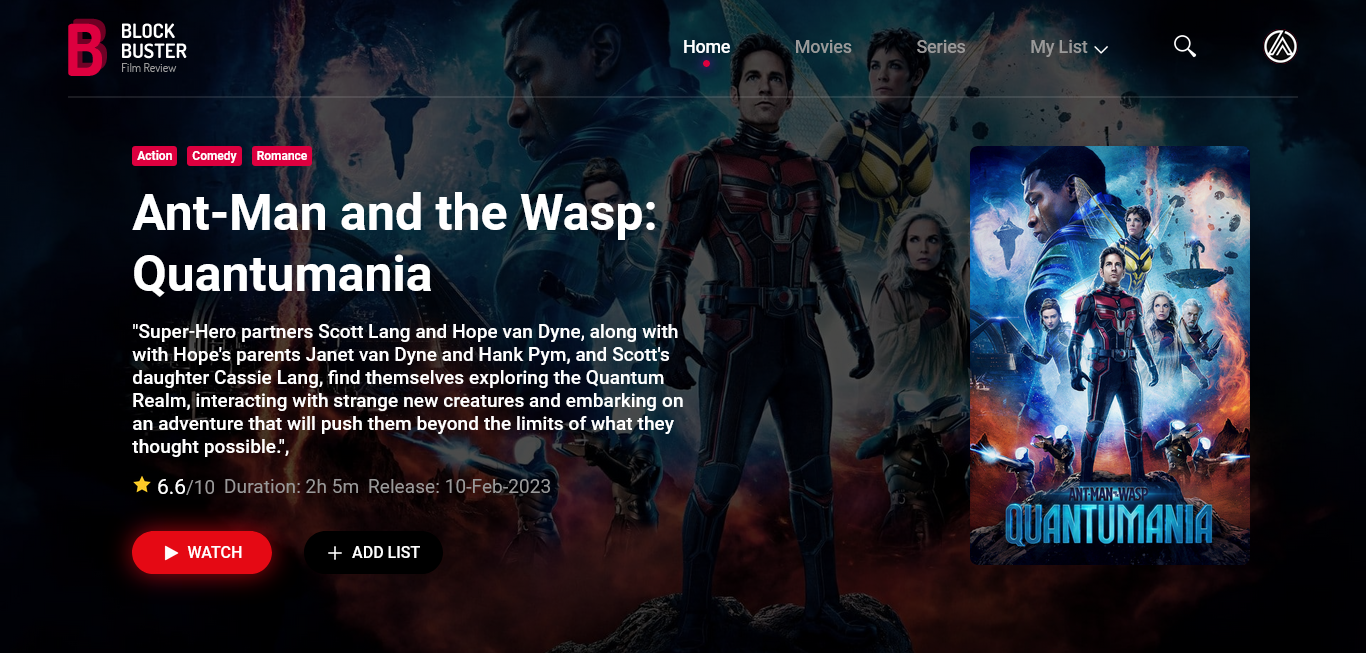 BLOCK
BUSTER
Film Review
Home
Movies
Series
My List
Action
Comedy
Romance
Ant-Man and the Wasp:
Quantumania
"Super-Hero partners Scott Lang and Hope van Dyne, along with
with Hope's parents Janet van Dyne and Hank Pym, and Scott's
daughter Cassie Lang, find themselves exploring the Quantum
Realm, interacting with strange new creatures and embarking on
an adventure that will push them beyond the limits of what they
thought possible.",
6.6/10 Duration: 2h 5m Release: 10-Feb-2023
WATCH
ADD LIST
ANT-MAN AND THE WASP
QUANTUMANIA